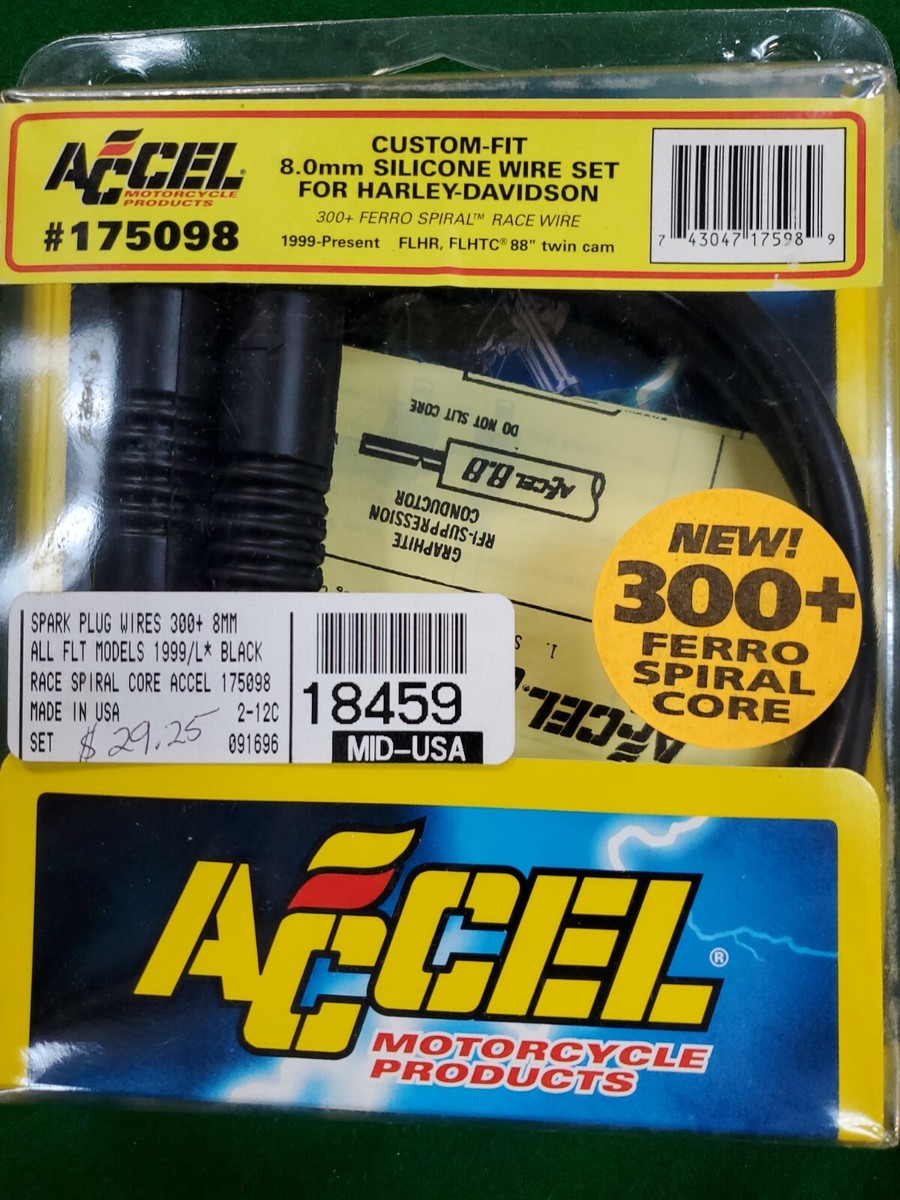 ACCEL®
MOTORCYCLE
PRODUCTS
#175098
CUSTOM-FIT
8.0mm SILICONE WIRE SET
FOR HARLEY-DAVIDSON
300+ FERRO SPIRAL™ RACE WIRE
1999-Present FLHR, FLHTC® 88" twin cam
7 43047 17598 9
DO NOT SLIT CORE
ACCEL 8.8
GRAPHITE
RFI-SUPPRESSION
CONDUCTOR
1. S
ACCEL
NEW!
300+
FERRO
SPIRAL
CORE
SPARK PLUG WIRES 300+ 8MM
ALL FLT MODELS 1999/L* BLACK
RACE SPIRAL CORE ACCEL 175098
MADE IN USA 2-12C
SET $29.25 091696
18459
MID-USA
ACCEL®
MOTORCYCLE
PRODUCTS